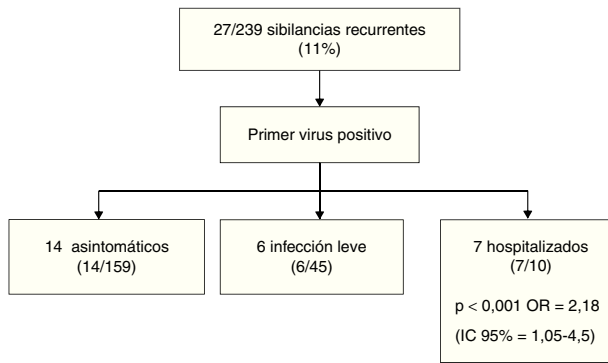 27/239 sibilancias recurrentes
(11%)
Primer virus positivo
14 asintomáticos
(14/159)
6 infección leve
(6/45)
7 hospitalizados
(7/10)
p < 0,001 OR = 2,18
(IC 95% = 1,05-4,5)